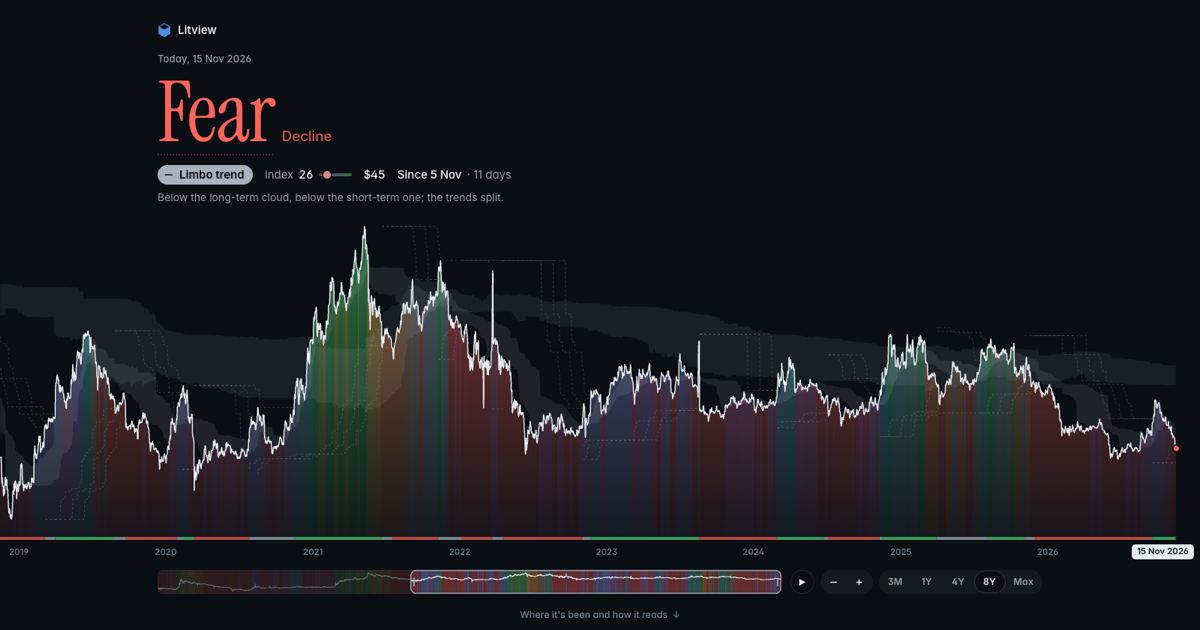 Litview
Today, 15 Nov 2026
Fear Decline
Limbo trend Index 26 $45 Since 5 Nov · 11 days
Below the long-term cloud, below the short-term one; the trends split.
2019 2020 2021 2022 2023 2024 2025 2026 15 Nov 2026
3M 1Y 4Y 8Y Max
Where it's been and how it reads ↓